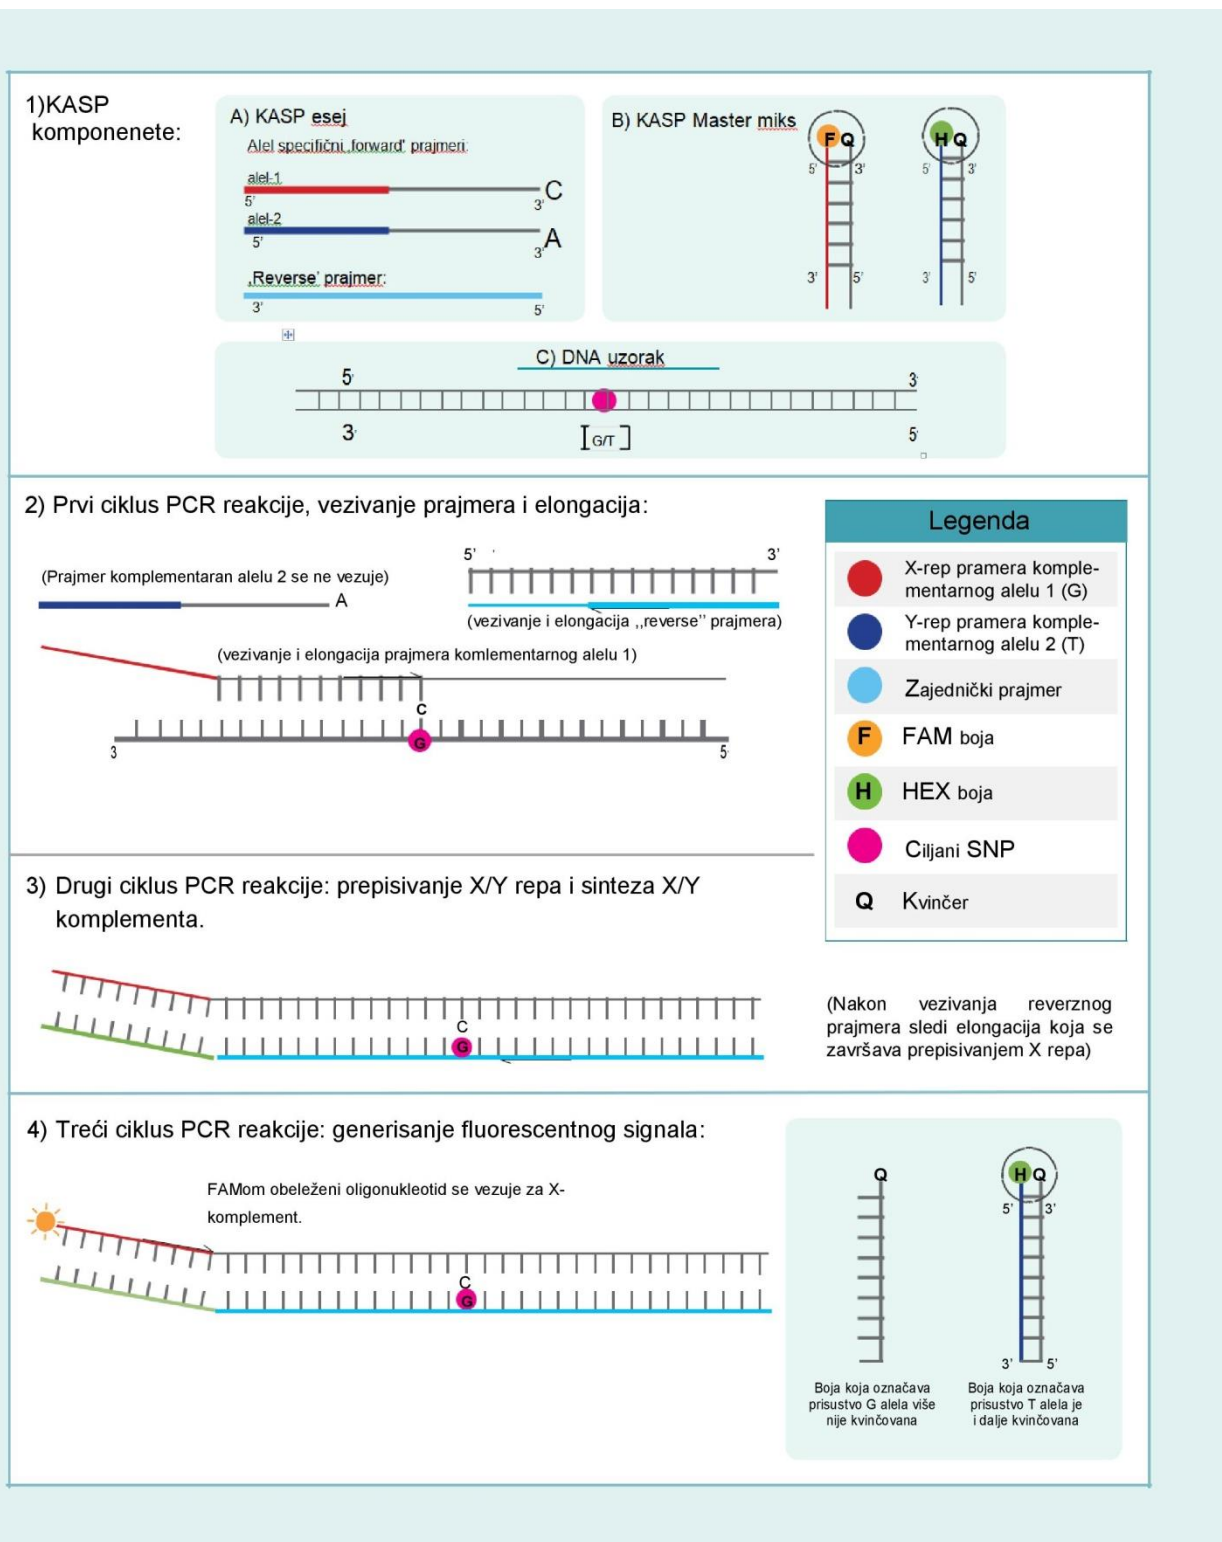 1)KASP
komponenete:
A) KASP esej
Alel specifični ‚forward' prajmeri:
alel-1
5'
3'
C
alel-2
5'
3'
A
‚Reverse' prajmer:
3'
5'
B) KASP Master miks
F Q
5' 3'
3' 5'
H Q
5' 3'
3' 5'
C) DNA uzorak
5' 3'
3' 5'
[G/T]
2) Prvi ciklus PCR reakcije, vezivanje prajmera i elongacija:
(Prajmer komplementaran alelu 2 se ne vezuje)
A
5' 3'
(vezivanje i elongacija ,,reverse'' prajmera)
(vezivanje i elongacija prajmera komlementarnog alelu 1)
C
G
3 5'
Legenda
X-rep pramera komple-
mentarnog alelu 1 (G)
Y-rep pramera komple-
mentarnog alelu 2 (T)
Zajednički prajmer
F FAM boja
H HEX boja
Ciljani SNP
Q Kvinčer
3) Drugi ciklus PCR reakcije: prepisivanje X/Y repa i sinteza X/Y
komplementa.
C
G
(Nakon vezivanja reverznog
prajmera sledi elongacija koja se
završava prepisivanjem X repa)
4) Treći ciklus PCR reakcije: generisanje fluorescentnog signala:
FAMom obeleženi oligonukleotid se vezuje za X-
komplement.
C
G
Q
H Q
5' 3'
3' 5'
Boja koja označava
prisustvo G alela više
nije kvinčovana
Boja koja označava
prisustvo T alela je
i dalje kvinčovana